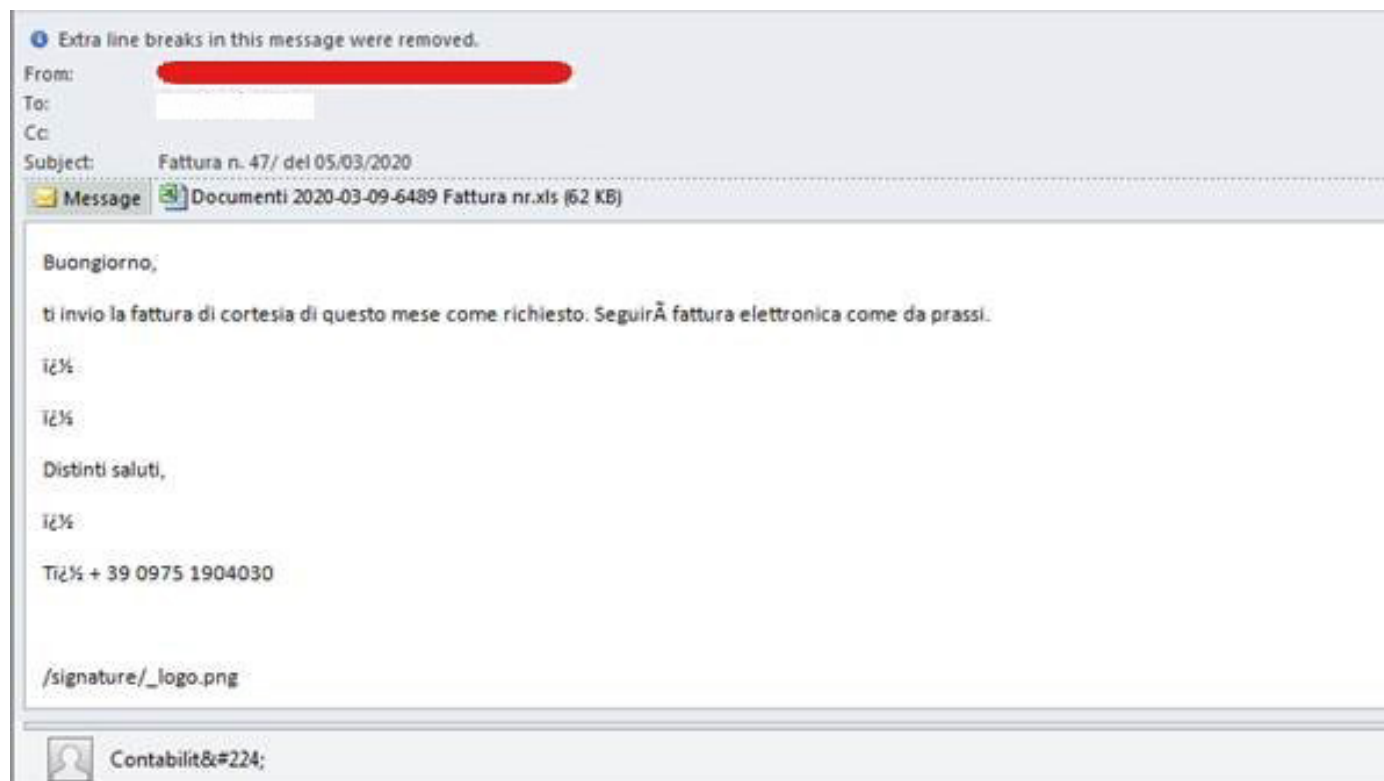 Extra line breaks in this message were removed.
From:
To:
Cc:
Subject: Fattura n. 47/ del 05/03/2020
Message Documenti 2020-03-09-6489 Fattura nr.xls (62 KB)
Buongiorno,
ti invio la fattura di cortesia di questo mese come richiesto. SeguirÃ fattura elettronica come da prassi.
ï¿½
ï¿½
Distinti saluti,
ï¿½
Tï¿½ + 39 0975 1904030
/signature/_logo.png
Contabilit&#224;